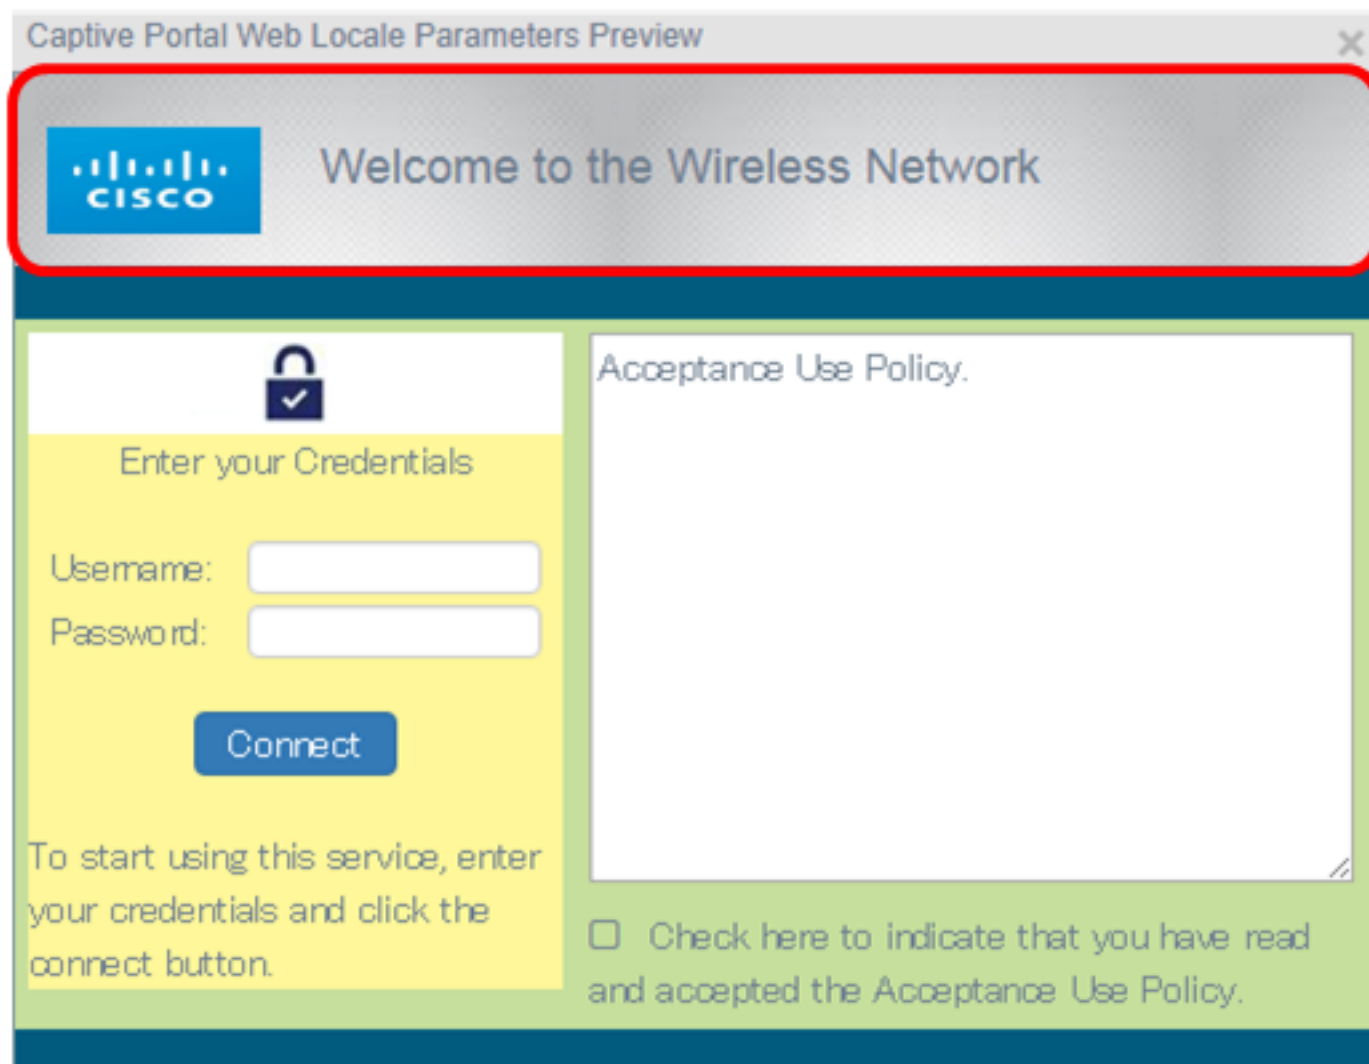 Captive Portal Web Locale Parameters Preview
CISCO
Welcome to the Wireless Network
Enter your Credentials
Username:
Password:
Connect
To start using this service, enter
your credentials and click the
connect button.
Acceptance Use Policy.
Check here to indicate that you have read
and accepted the Acceptance Use Policy.